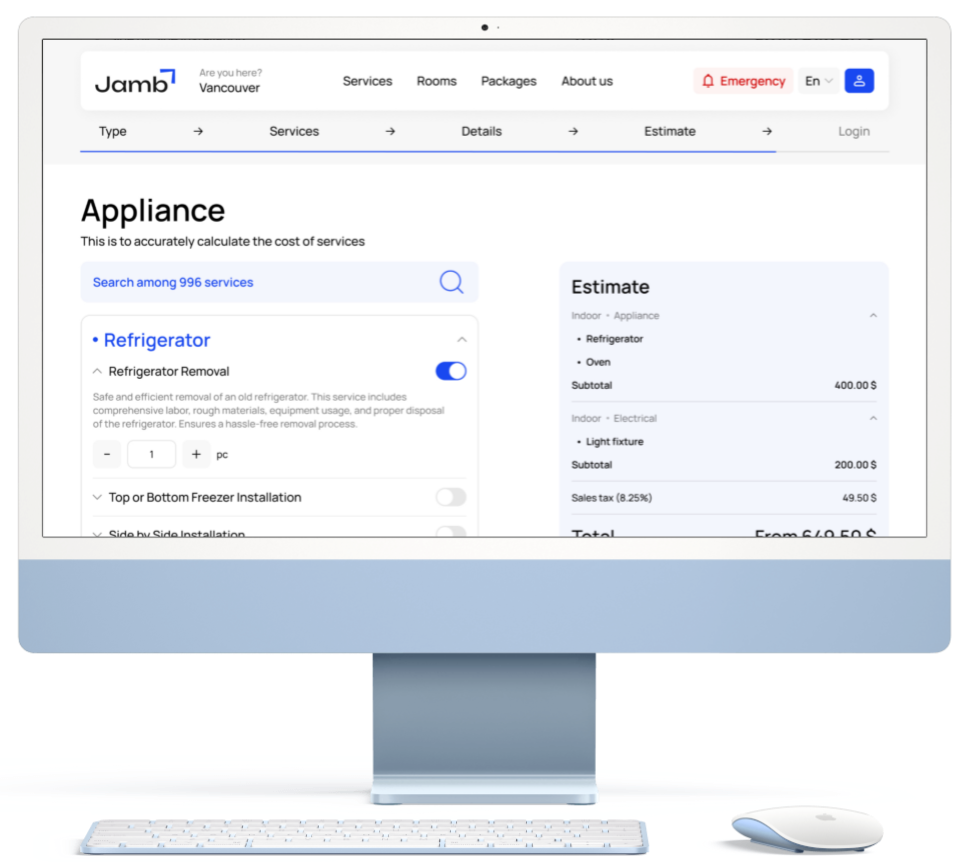 Jamb
Are you here?
Vancouver
Services Rooms Packages About us
Emergency En
Type → Services → Details → Estimate → Login
Appliance
This is to accurately calculate the cost of services
Search among 996 services
• Refrigerator
Refrigerator Removal
Safe and efficient removal of an old refrigerator. This service includes
comprehensive labor, rough materials, equipment usage, and proper disposal
of the refrigerator. Ensures a hassle-free removal process.
- 1 + pc
Top or Bottom Freezer Installation
Side by Side Installation
Estimate
Indoor • Appliance
• Refrigerator
• Oven
Subtotal 400.00 $
Indoor • Electrical
• Light fixture
Subtotal 200.00 $
Sales tax (8.25%) 49.50 $
Total From 649.50 $